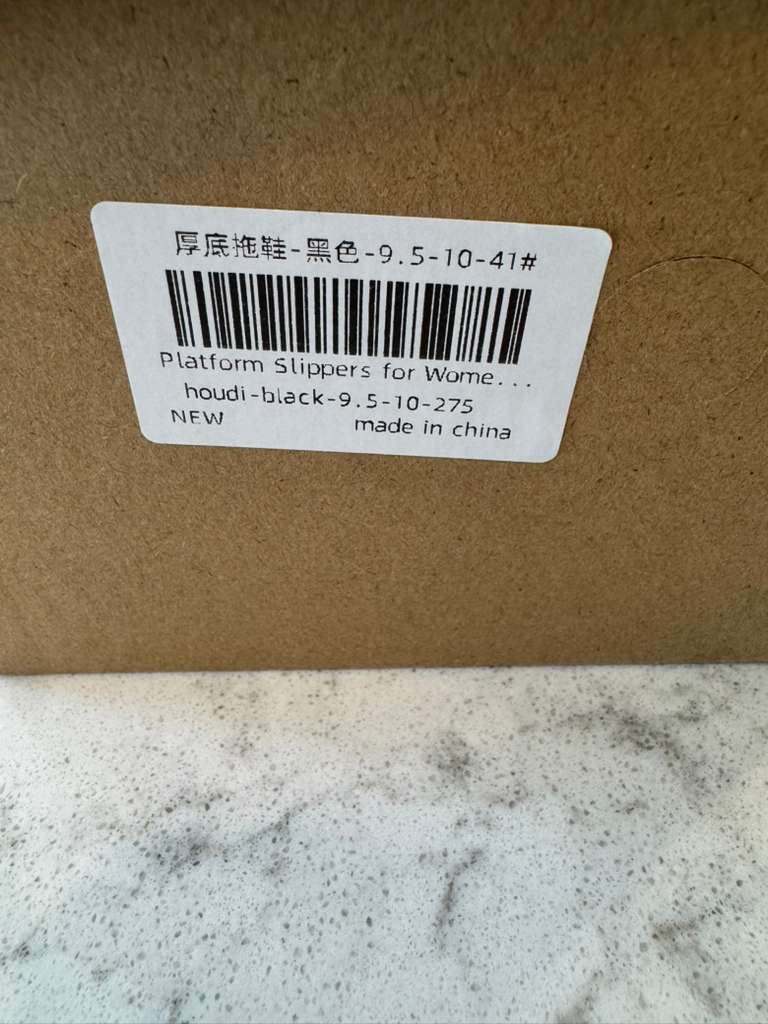 厚底拖鞋-黑色-9.5-10-41#
Platform Slippers for Wome...
houdi-black-9.5-10-275
NEW made in china